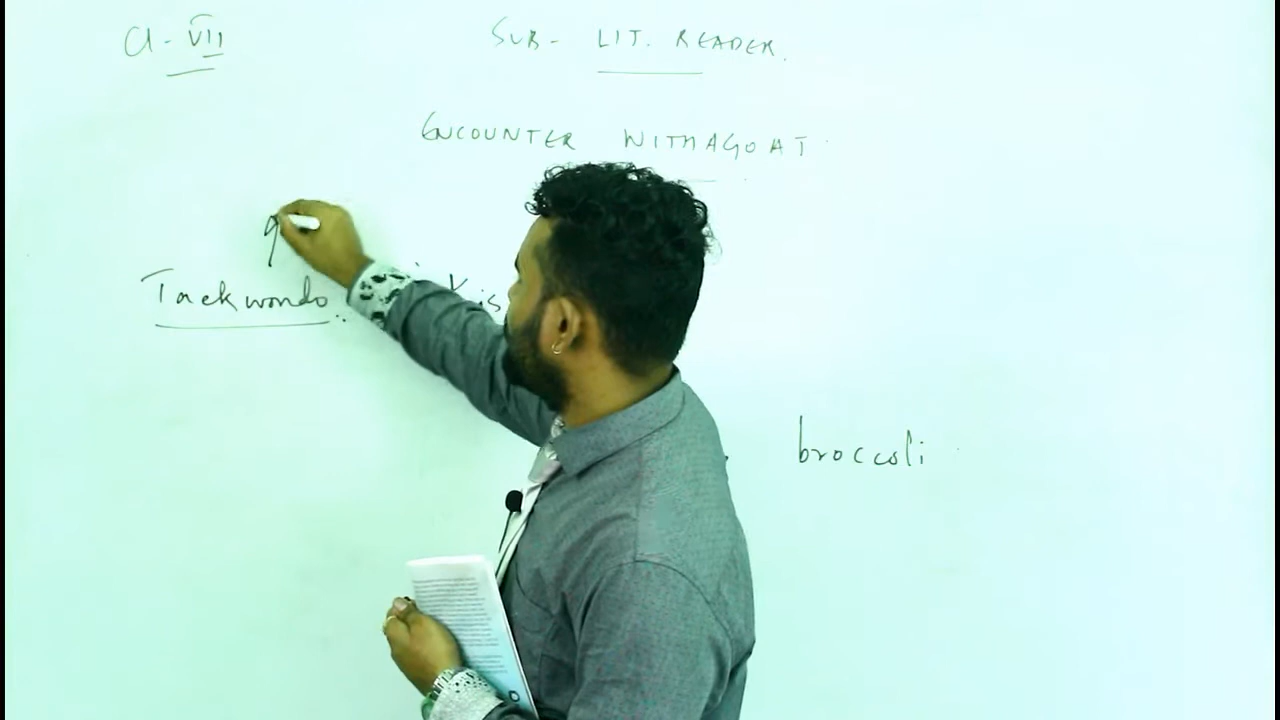 Cl - VII
SUB - LIT. READER.
ENCOUNTER WITH A GOAT
Taekwondo
broccoli